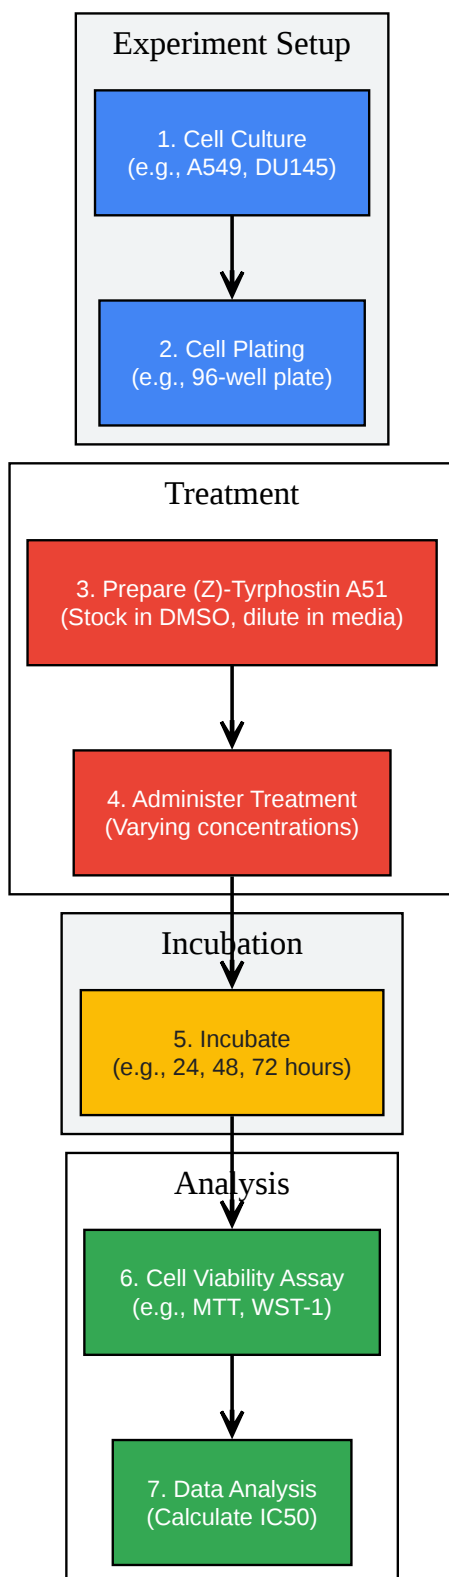 Experiment Setup
1. Cell Culture
(e.g., A549, DU145)
2. Cell Plating
(e.g., 96-well plate)
Treatment
3. Prepare (Z)-Tyrphostin A51
(Stock in DMSO, dilute in media)
4. Administer Treatment
(Varying concentrations)
Incubation
5. Incubate
(e.g., 24, 48, 72 hours)
Analysis
6. Cell Viability Assay
(e.g., MTT, WST-1)
7. Data Analysis
(Calculate IC50)